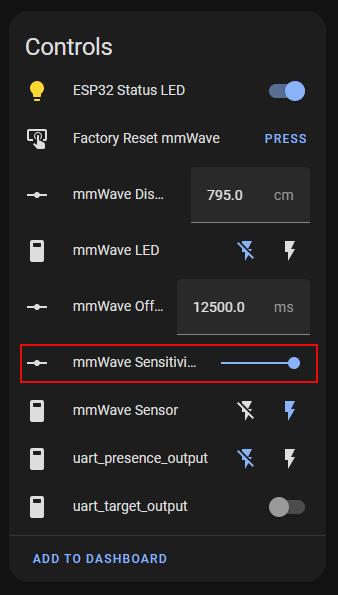 Controls
ESP32 Status LED
Factory Reset mmWave PRESS
mmWave Dis... 795.0 cm
mmWave LED
mmWave Off... 12500.0 ms
mmWave Sensitivi...
mmWave Sensor
uart_presence_output
uart_target_output
ADD TO DASHBOARD